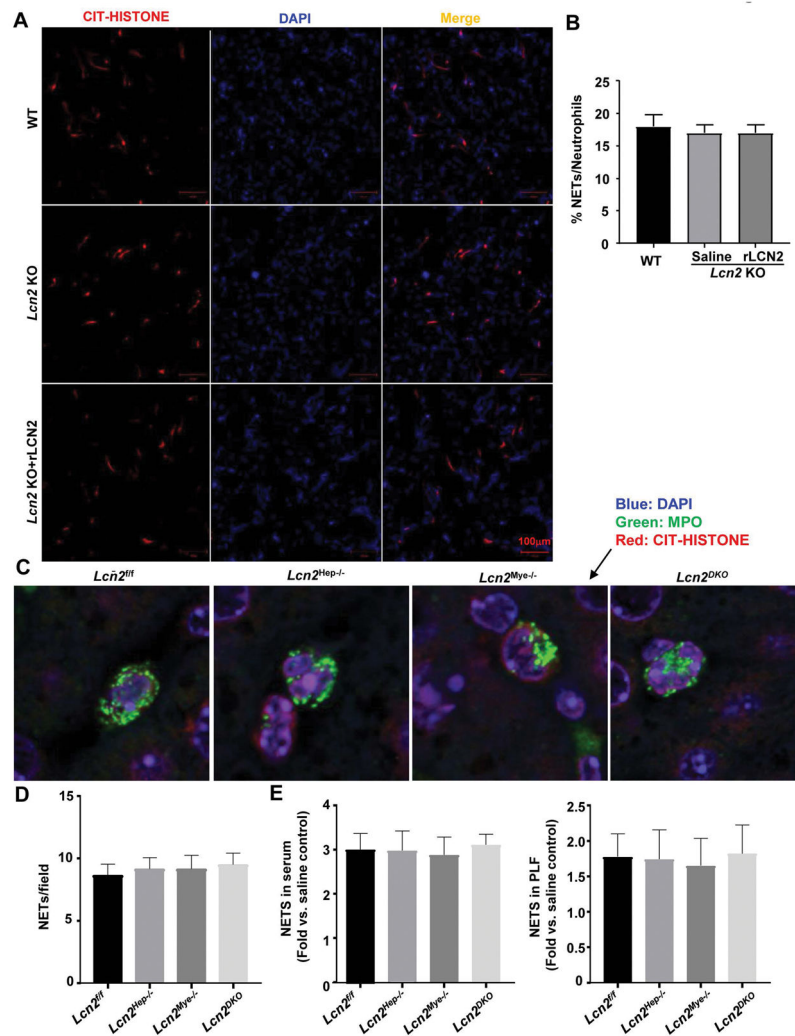 A
CIT-HISTONE DAPI Merge
WT
Lcn2 KO
Lcn2 KO+rLCN2
100µm
B
% NETs/Neutrophils
25
20
15
10
5
0
WT
Saline rLCN2
Lcn2 KO
Blue: DAPI
Green: MPO
Red: CIT-HISTONE
C
Lcn2f/f Lcn2Hep-/- Lcn2Mye-/- Lcn2DKO
D
NETs/field
15
10
5
0
Lcn2f/f Lcn2Hep-/- Lcn2Mye-/- Lcn2DKO
E
NETS in serum
(Fold vs. saline control)
4
3
2
1
0
Lcn2f/f Lcn2Hep-/- Lcn2Mye-/- Lcn2DKO
NETS in PLF
(Fold vs. saline control)
2.5
2.0
1.5
1.0
0.5
0.0
Lcn2f/f Lcn2Hep-/- Lcn2Mye-/- Lcn2DKO